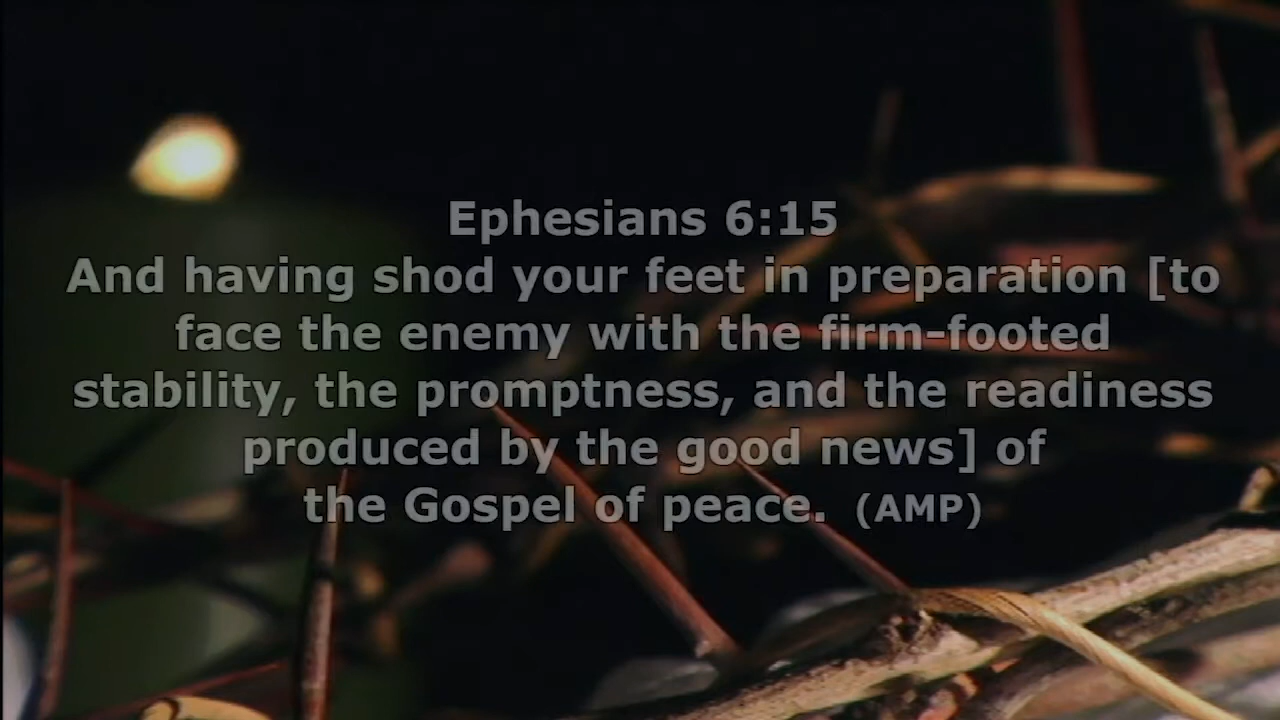 Ephesians 6:15
And having shod your feet in preparation [to
face the enemy with the firm-footed
stability, the promptness, and the readiness
produced by the good news] of
the Gospel of peace. (AMP)